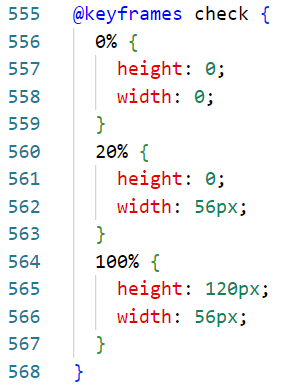 555 @keyframes check {
556   0% {
557     height: 0;
558     width: 0;
559   }
560   20% {
561     height: 0;
562     width: 56px;
563   }
564   100% {
565     height: 120px;
566     width: 56px;
567   }
568 }